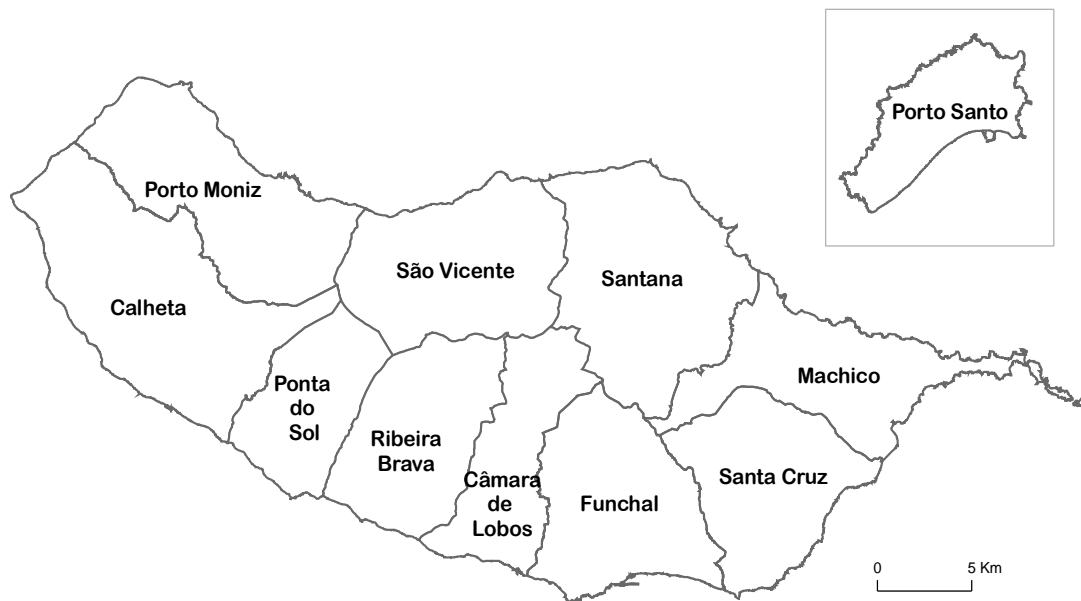 Porto Santo
Porto Moniz
São Vicente
Santana
Calheta
Machico
Ponta
do
Sol
Ribeira
Brava
Câmara
de
Lobos
Funchal
Santa Cruz
0 5 Km